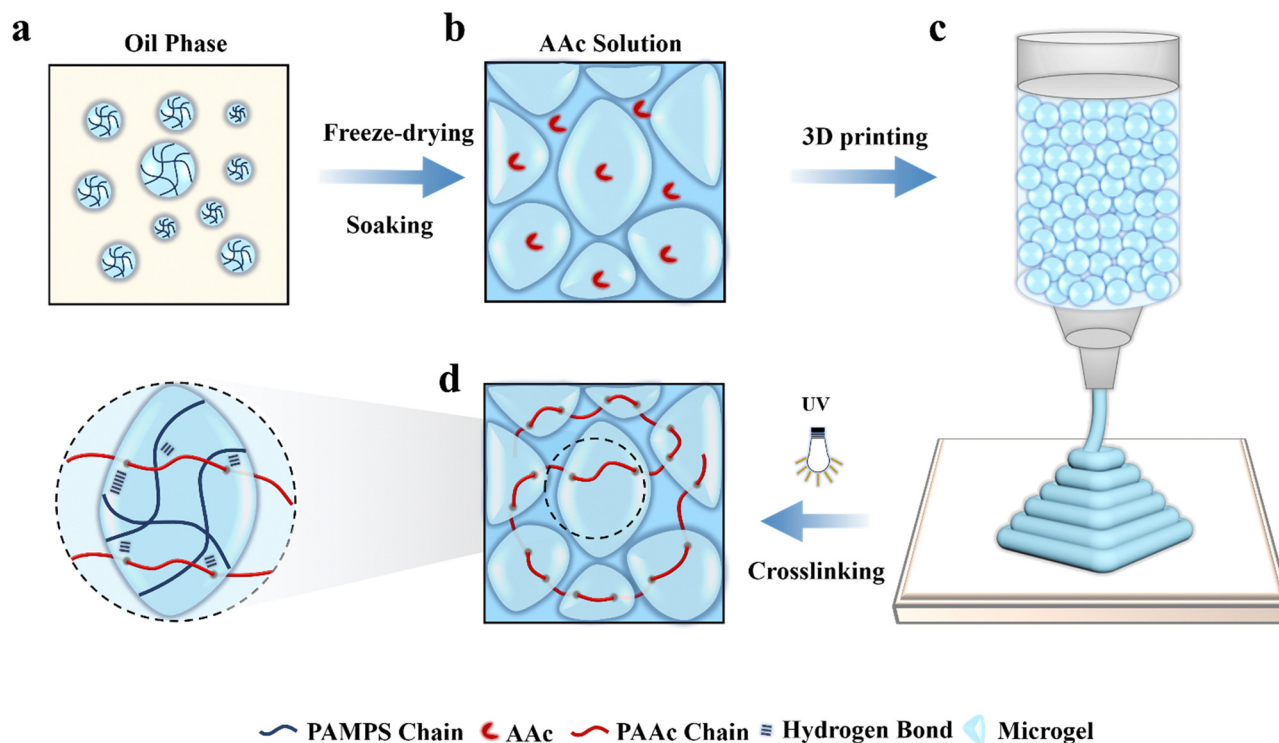 a
Oil Phase
Freeze-drying
Soaking
b
AAc Solution
3D printing
c
d
UV
Crosslinking
PAMPS Chain AAc PAAc Chain Hydrogen Bond Microgel